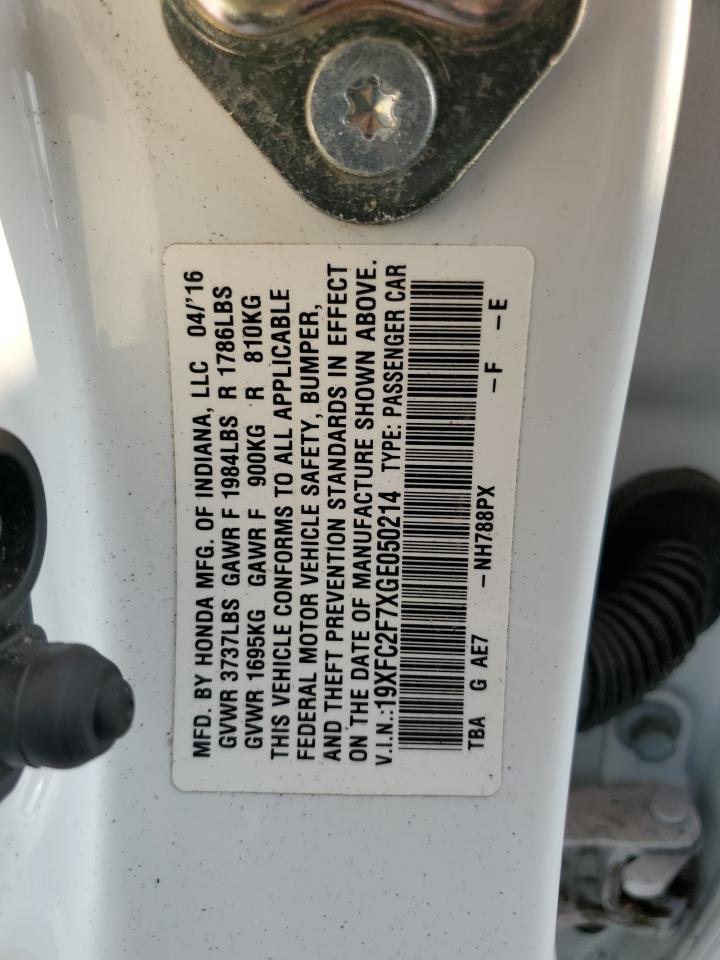 MFD. BY HONDA MFG. OF INDIANA, LLC 04/'16
GVWR 3737LBS GAWR F 1984LBS R 1786LBS
GVWR 1695KG GAWR F 900KG R 810KG
THIS VEHICLE CONFORMS TO ALL APPLICABLE
FEDERAL MOTOR VEHICLE SAFETY, BUMPER,
AND THEFT PREVENTION STANDARDS IN EFFECT
ON THE DATE OF MANUFACTURE SHOWN ABOVE.
V.I.N.:19XFC2F7XGE050214 TYPE: PASSENGER CAR
TBA G AE7 –NH788PX –F –E